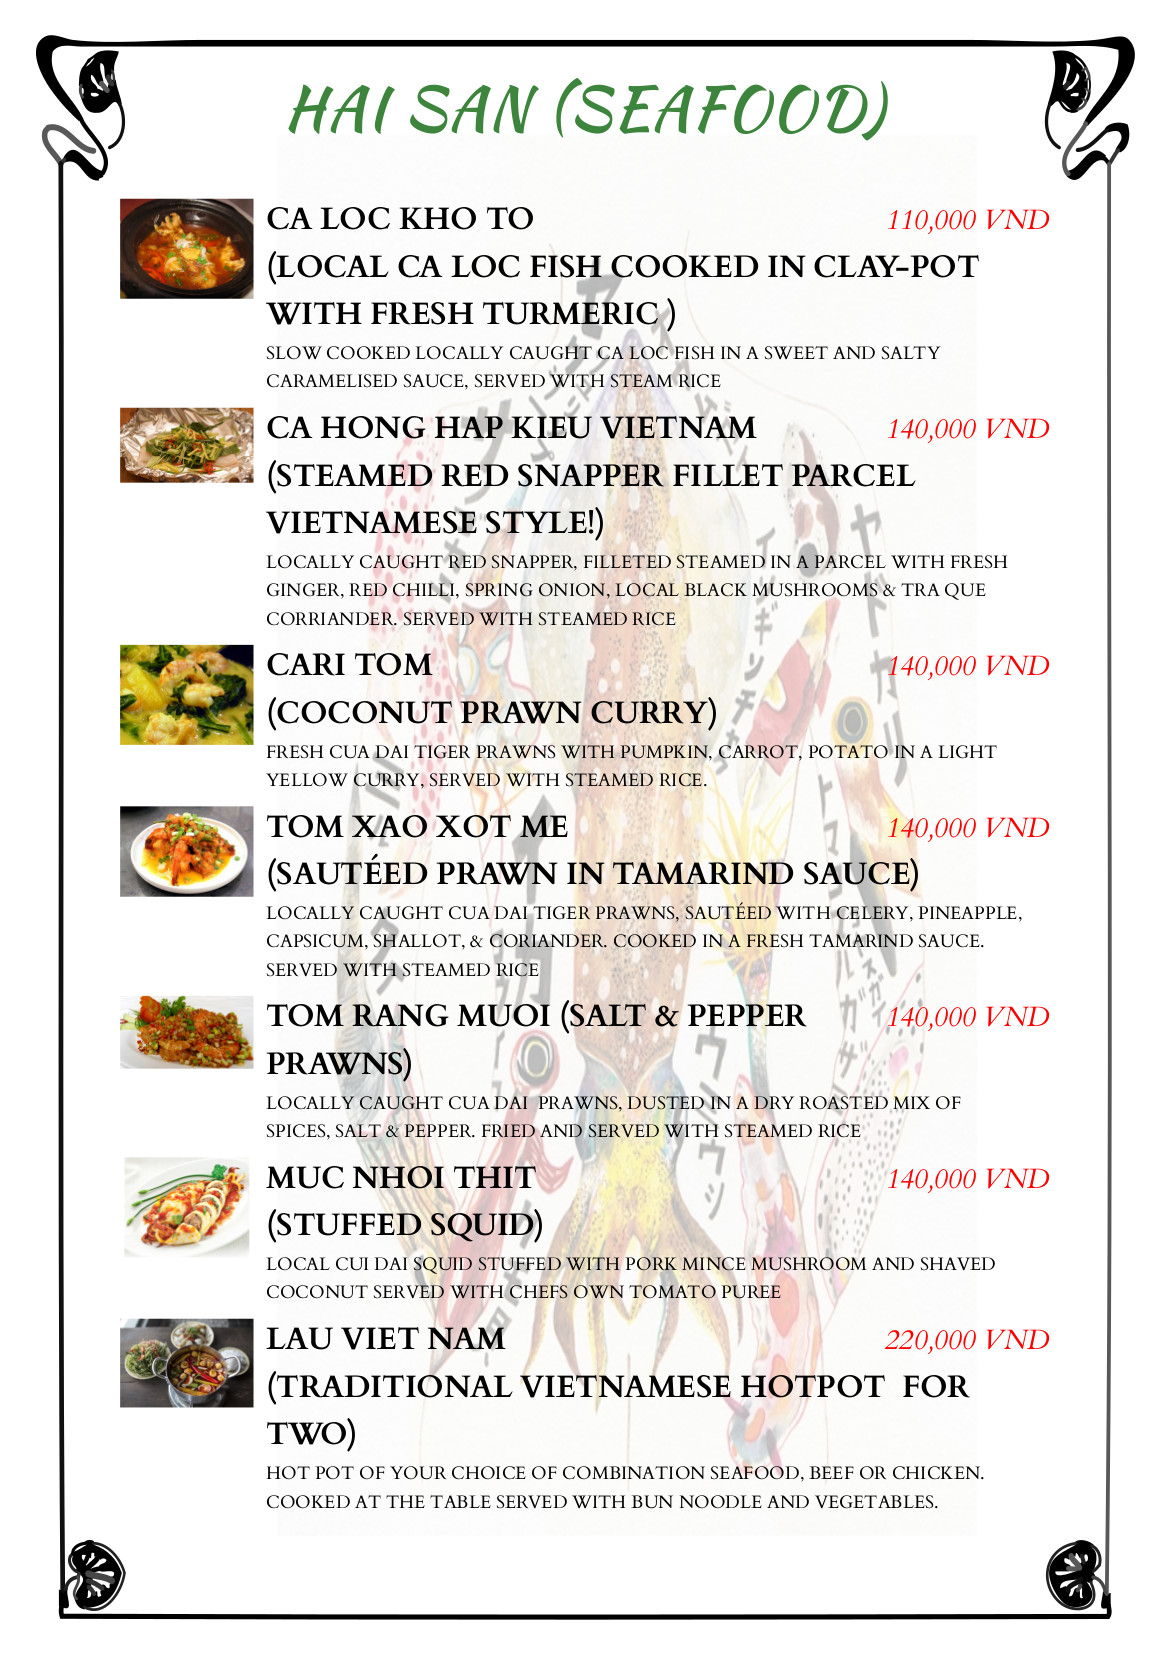 HAI SAN (SEAFOOD)
CA LOC KHO TO 110,000 VND
(LOCAL CA LOC FISH COOKED IN CLAY-POT
WITH FRESH TURMERIC )
SLOW COOKED LOCALLY CAUGHT CA LOC FISH IN A SWEET AND SALTY
CARAMELISED SAUCE, SERVED WITH STEAM RICE
CA HONG HAP KIEU VIETNAM 140,000 VND
(STEAMED RED SNAPPER FILLET PARCEL
VIETNAMESE STYLE!)
LOCALLY CAUGHT RED SNAPPER, FILLETED STEAMED IN A PARCEL WITH FRESH
GINGER, RED CHILLI, SPRING ONION, LOCAL BLACK MUSHROOMS & TRA QUE
CORRIANDER. SERVED WITH STEAMED RICE
CARI TOM 140,000 VND
(COCONUT PRAWN CURRY)
FRESH CUA DAI TIGER PRAWNS WITH PUMPKIN, CARROT, POTATO IN A LIGHT
YELLOW CURRY, SERVED WITH STEAMED RICE.
TOM XAO XOT ME 140,000 VND
(SAUTÉED PRAWN IN TAMARIND SAUCE)
LOCALLY CAUGHT CUA DAI TIGER PRAWNS, SAUTÉED WITH CELERY, PINEAPPLE,
CAPSICUM, SHALLOT, & CORIANDER. COOKED IN A FRESH TAMARIND SAUCE.
SERVED WITH STEAMED RICE
TOM RANG MUOI (SALT & PEPPER 140,000 VND
PRAWNS)
LOCALLY CAUGHT CUA DAI PRAWNS, DUSTED IN A DRY ROASTED MIX OF
SPICES, SALT & PEPPER. FRIED AND SERVED WITH STEAMED RICE
MUC NHOI THIT 140,000 VND
(STUFFED SQUID)
LOCAL CUI DAI SQUID STUFFED WITH PORK MINCE MUSHROOM AND SHAVED
COCONUT SERVED WITH CHEFS OWN TOMATO PUREE
LAU VIET NAM 220,000 VND
(TRADITIONAL VIETNAMESE HOTPOT FOR
TWO)
HOT POT OF YOUR CHOICE OF COMBINATION SEAFOOD, BEEF OR CHICKEN.
COOKED AT THE TABLE SERVED WITH BUN NOODLE AND VEGETABLES.
ヤドカリ
イソギンチャク